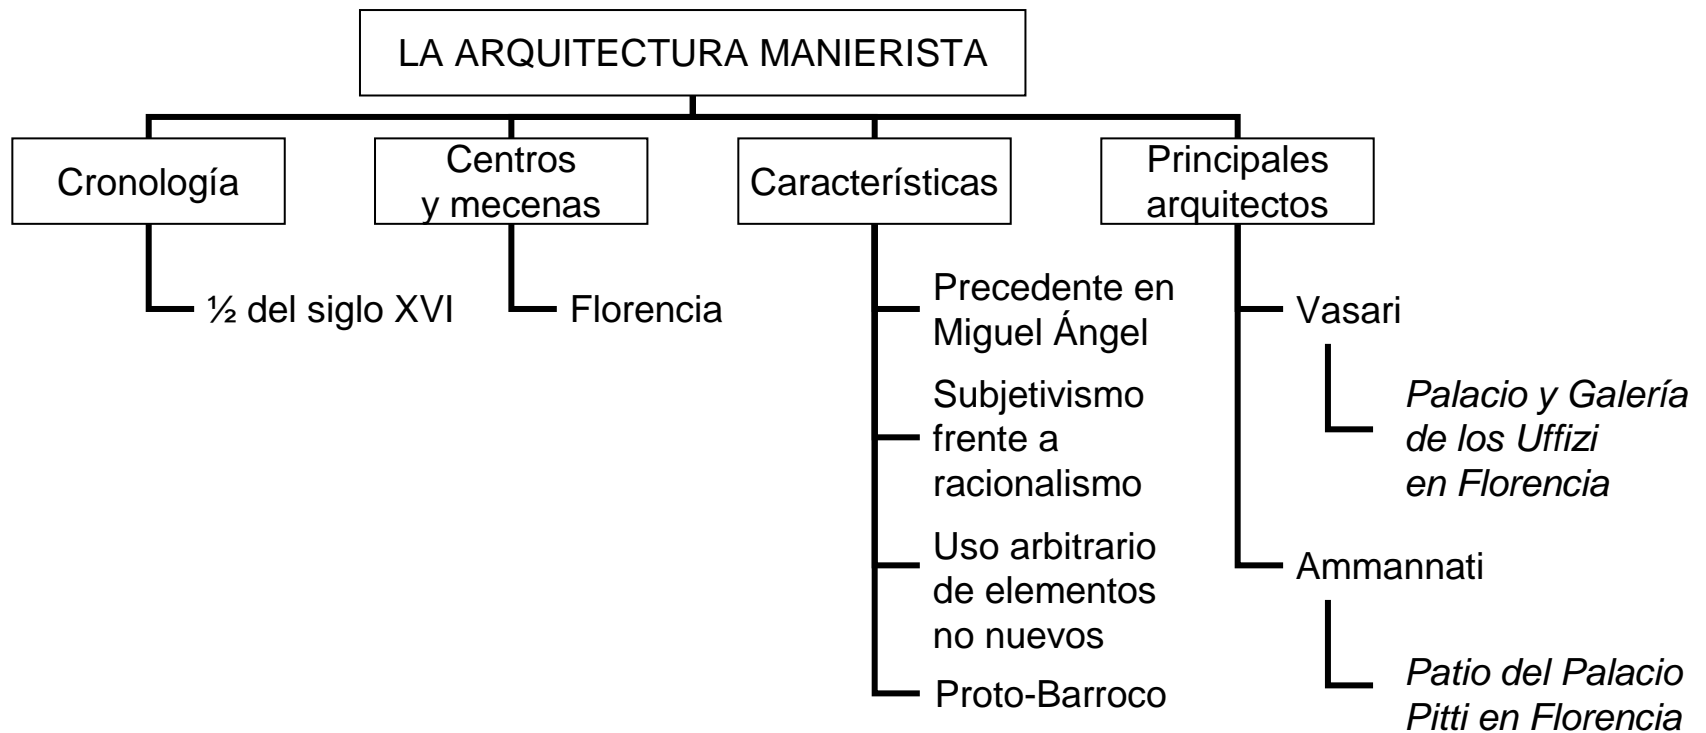 LA ARQUITECTURA MANIERISTA
Cronología
½ del siglo XVI
Centros
y mecenas
Florencia
Características
Precedente en
Miguel Ángel
Subjetivismo
frente a
racionalismo
Uso arbitrario
de elementos
no nuevos
Proto-Barroco
Principales
arquitectos
Vasari
Palacio y Galería
de los Uffizi
en Florencia
Ammannati
Patio del Palacio
Pitti en Florencia